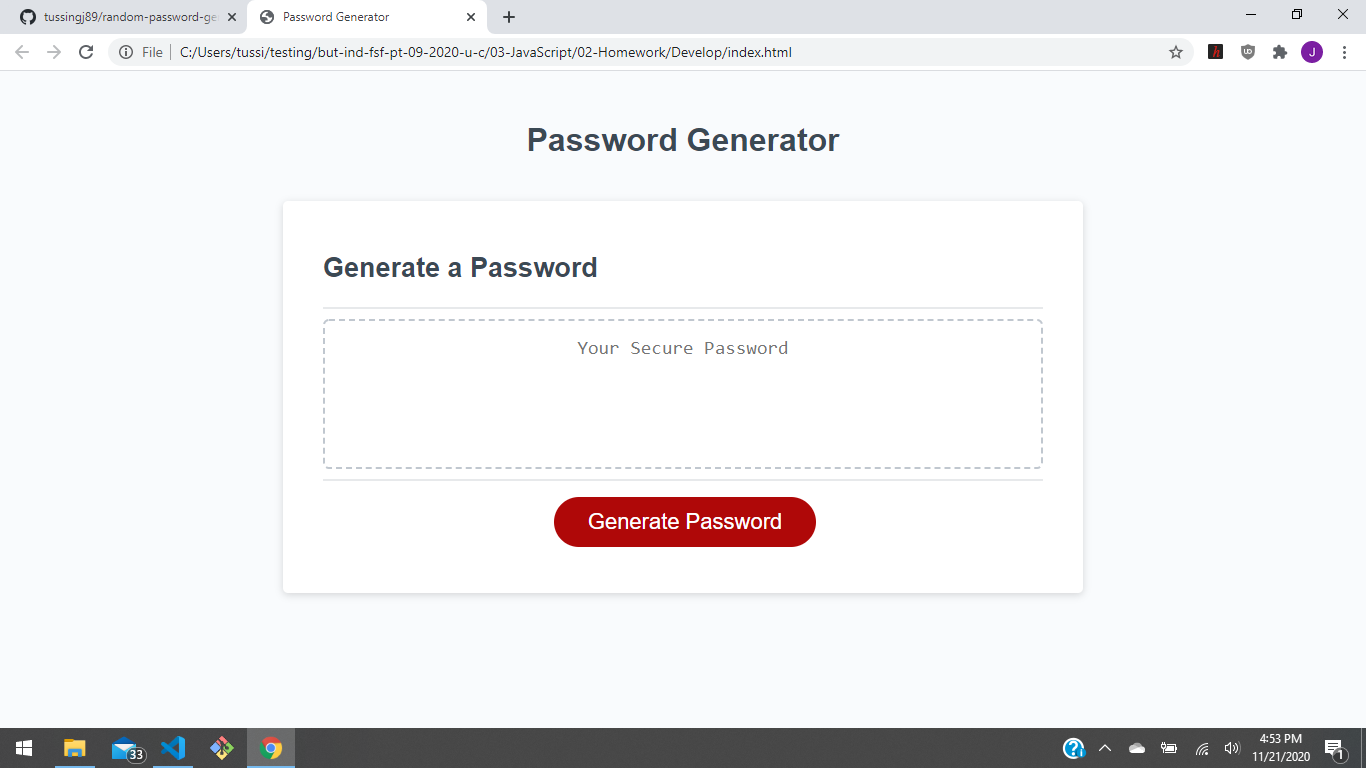 tussingj89/random-password-ge
Password Generator
File
C:/Users/tussi/testing/but-ind-fsf-pt-09-2020-u-c/03-JavaScript/02-Homework/Develop/index.html
J
Password Generator
Generate a Password
Your Secure Password
Generate Password
33
4:53 PM
11/21/2020
1